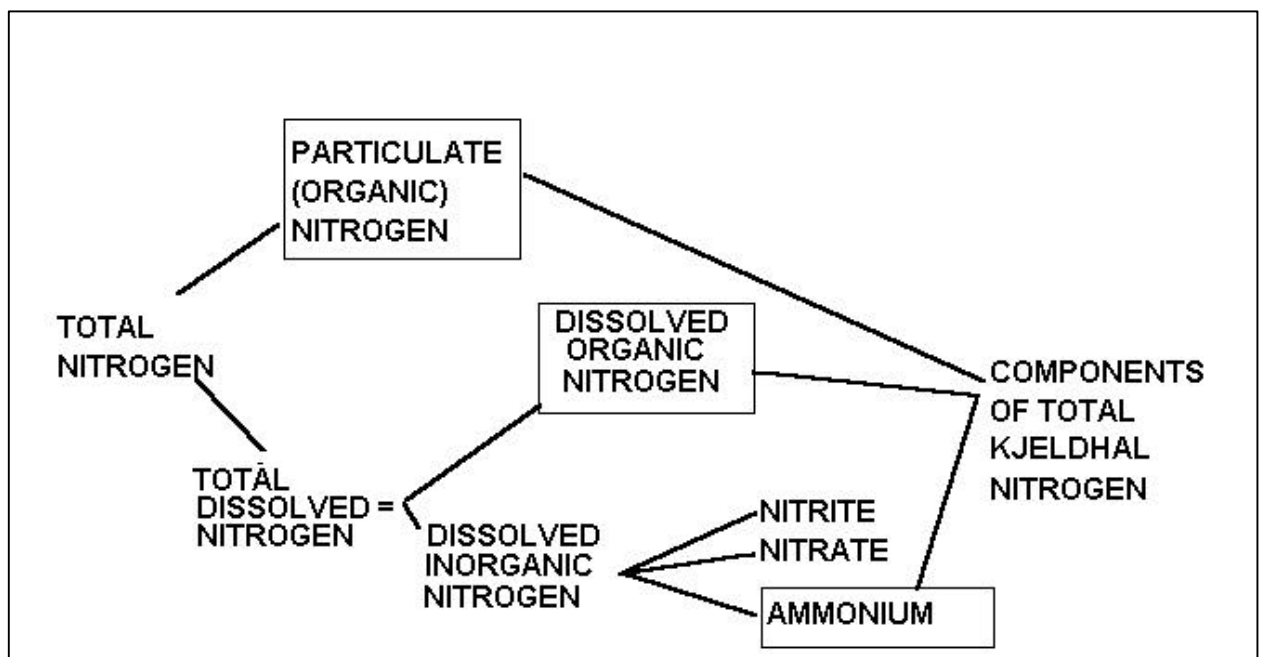 PARTICULATE
(ORGANIC)
NITROGEN
TOTAL
NITROGEN
DISSOLVED
ORGANIC
NITROGEN
COMPONENTS
OF TOTAL
KJELDHAL
NITROGEN
TOTAL
DISSOLVED =
NITROGEN
DISSOLVED
INORGANIC
NITROGEN
NITRITE
NITRATE
AMMONIUM